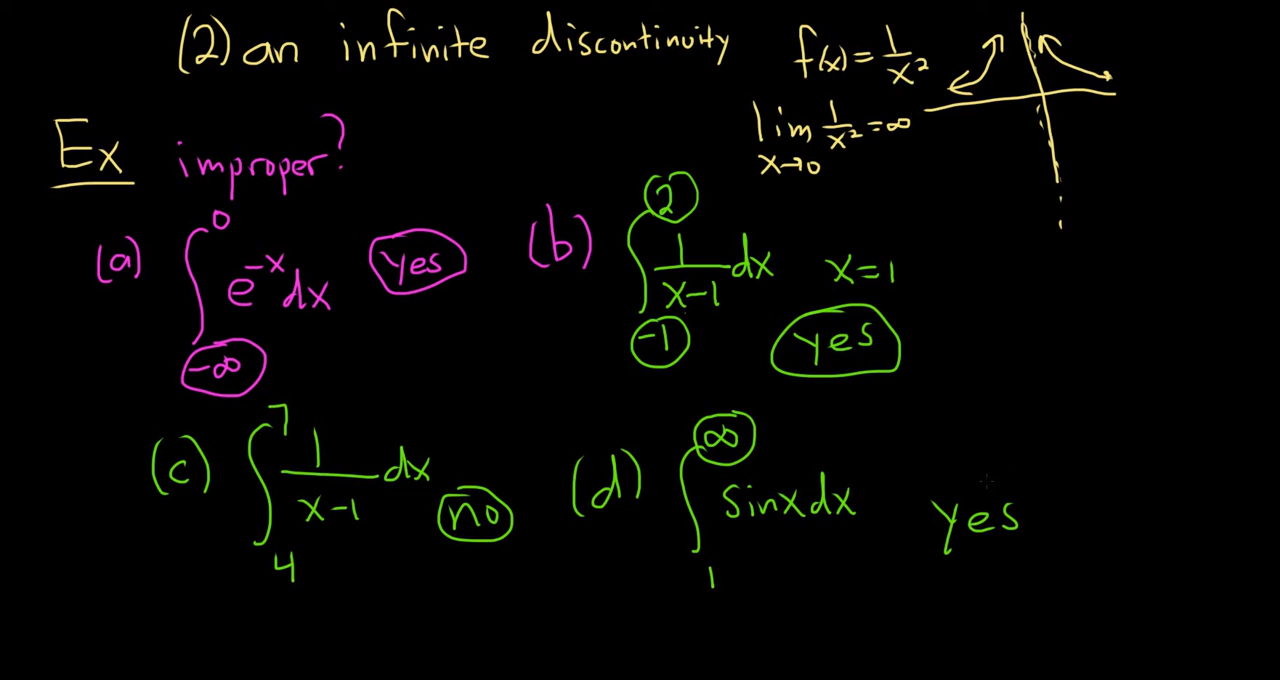 (2) an infinite discontinuity
f(x) = 1/x²
lim x→0 1/x² = ∞
Ex improper?
(a) ∫_{-∞}^{0} e^{-x} dx yes
(b) ∫_{-1}^{2} 1/(x-1) dx x=1
yes
(c) ∫_{4}^{7} 1/(x-1) dx no
(d) ∫_{1}^{∞} sinx dx yes